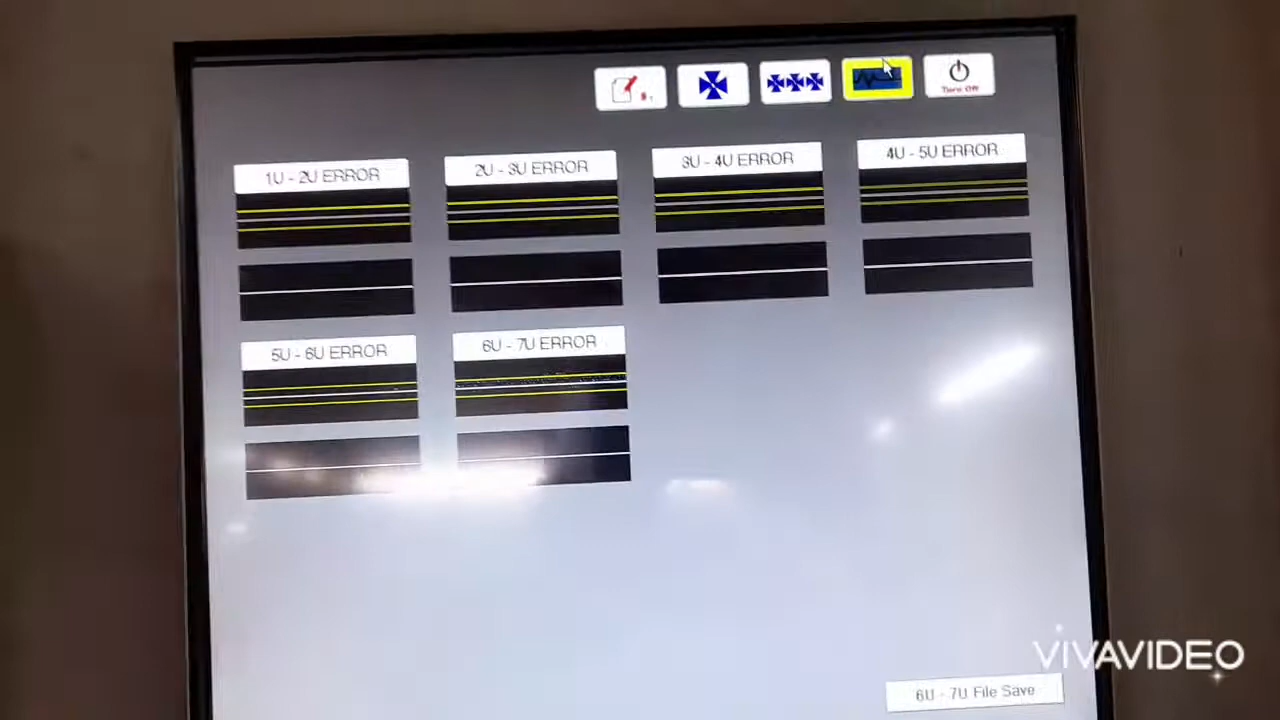 Turn Off
1U - 2U ERROR
2U - 3U ERROR
3U - 4U ERROR
4U - 5U ERROR
5U - 6U ERROR
6U - 7U ERROR
6U - 7U File Save
VIVAVIDEO